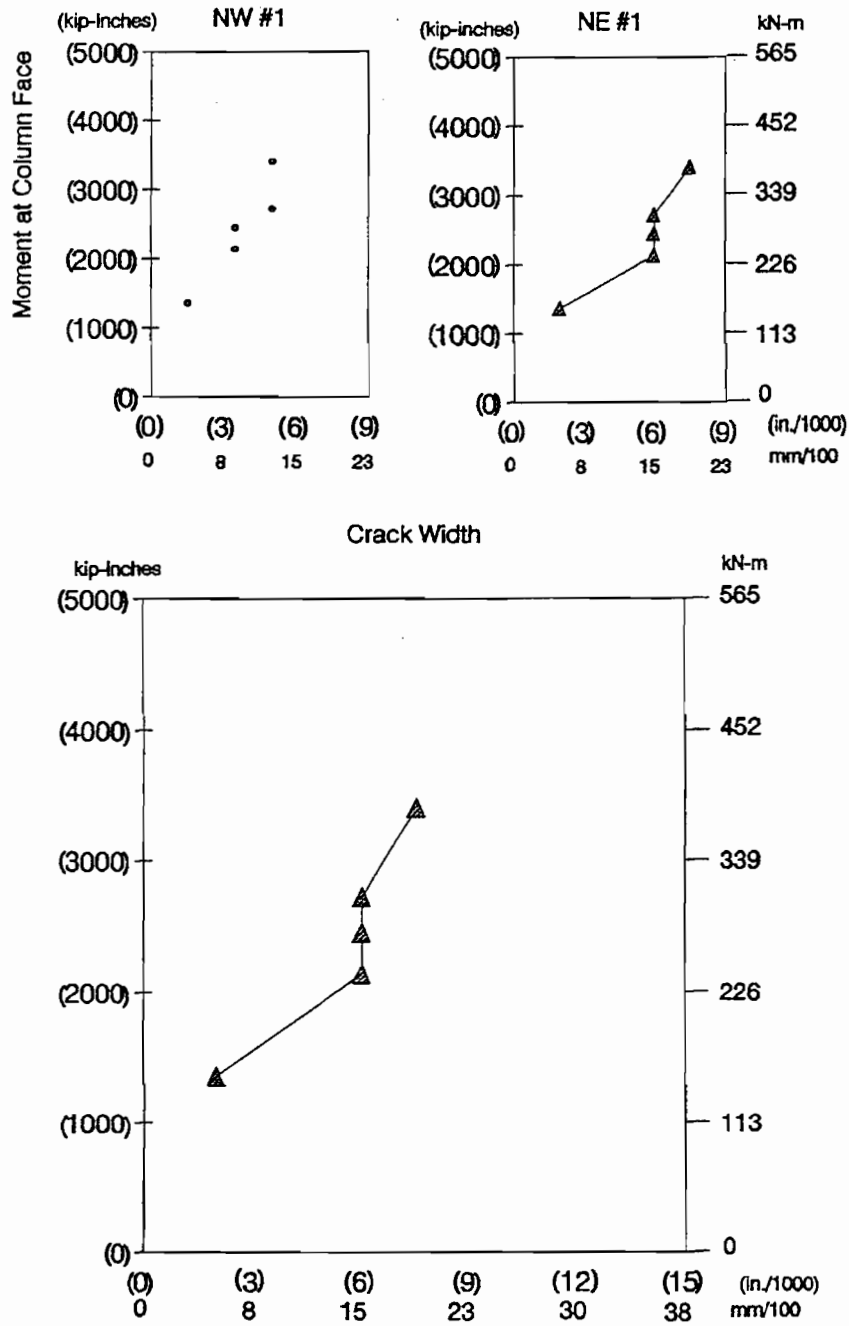 (kip-inches) NW #1
Moment at Column Face
(5000)
(4000)
(3000)
(2000)
(1000)
(0)
(0) (3) (6) (9)
0 8 15 23
(kip-inches) NE #1 kN-m
(5000) 565
(4000) 452
(3000) 339
(2000) 226
(1000) 113
(0) 0
(0) (3) (6) (9) (in./1000)
0 8 15 23 mm/100
Crack Width
kip-inches kN-m
(5000) 565
(4000) 452
(3000) 339
(2000) 226
(1000) 113
(0) 0
(0) (3) (6) (9) (12) (15) (in./1000)
0 8 15 23 30 38 mm/100